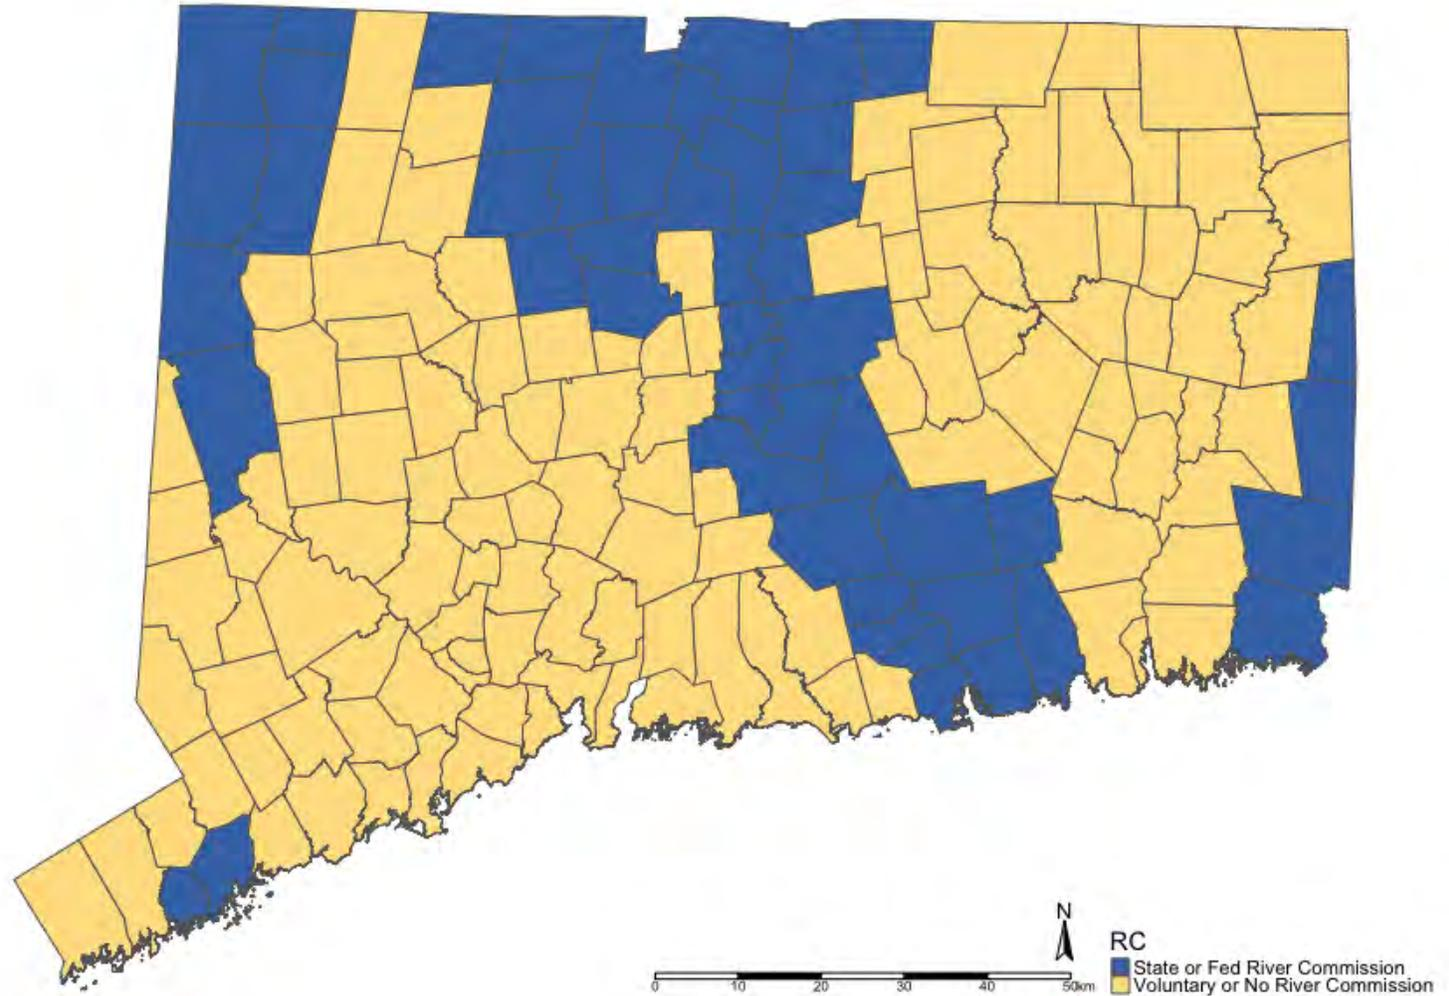 N
RC
State or Fed River Commission
Voluntary or No River Commission
0 10 20 30 40 50km